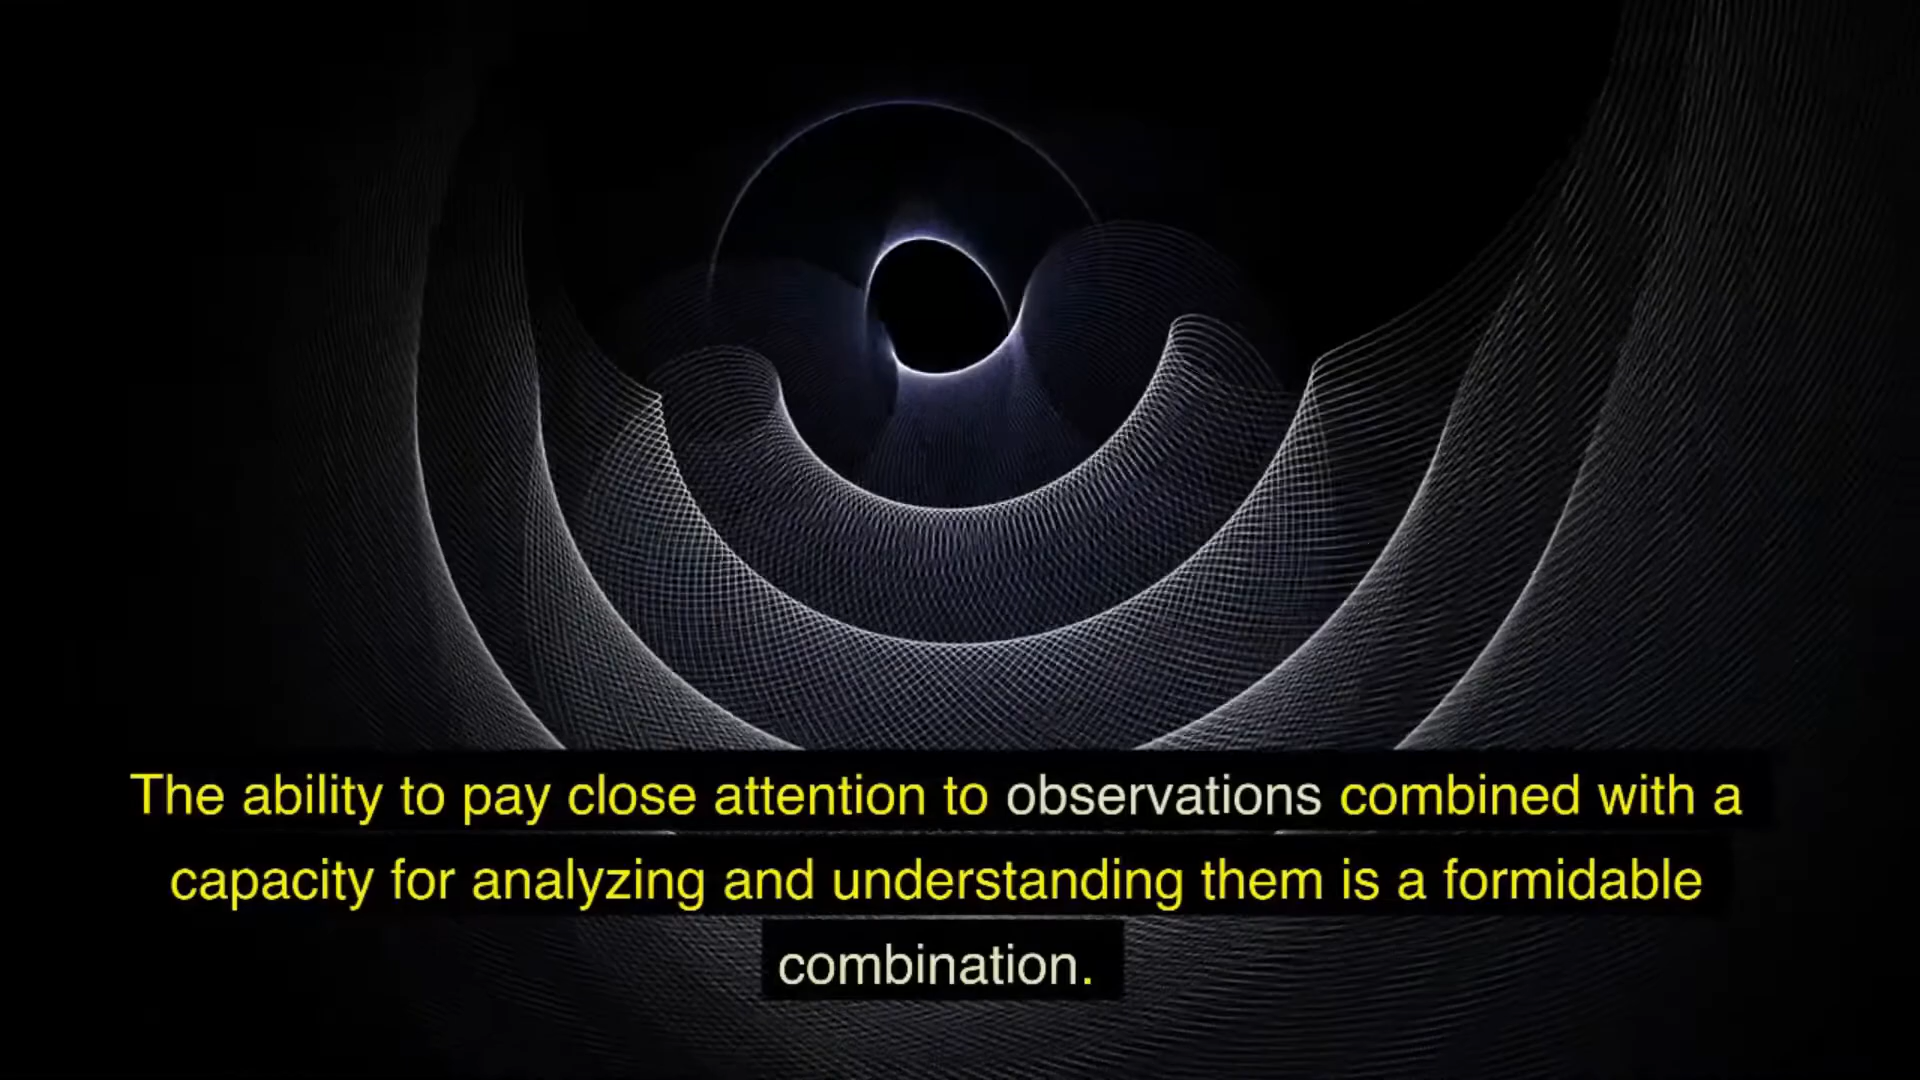 The ability to pay close attention to observations combined with a
capacity for analyzing and understanding them is a formidable
combination.